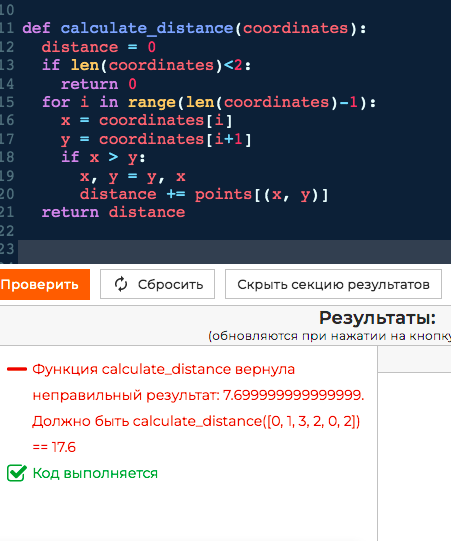 10
11 def calculate_distance(coordinates):
12 distance = 0
13 if len(coordinates)<2:
14 return 0
15 for i in range(len(coordinates)-1):
16 x = coordinates[i]
17 y = coordinates[i+1]
18 if x > y:
19 x, y = y, x
20 distance += points[(x, y)]
21 return distance
22
23
Проверить Сбросить Скрыть секцию результатов
Результаты:
(обновляются при нажатии на кнопку
Функция calculate_distance вернула
неправильный результат: 7.699999999999999.
Должно быть calculate_distance([0, 1, 3, 2, 0, 2])
== 17.6
Код выполняется